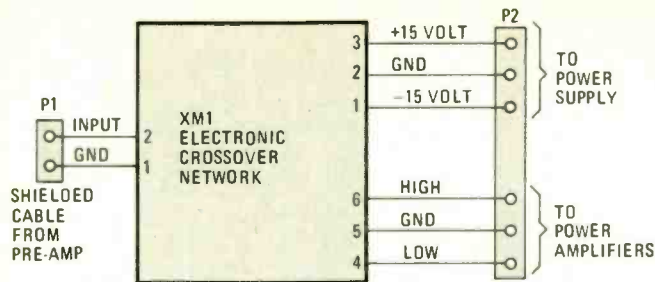 P1
INPUT
GND
2
1
SHIELDED
CABLE
FROM
PRE-AMP
XM1
ELECTRONIC
CROSSOVER
NETWORK
3
2
1
6
5
4
+15 VOLT
GND
-15 VOLT
HIGH
GND
LOW
P2
TO
POWER
SUPPLY
TO
POWER
AMPLIFIERS